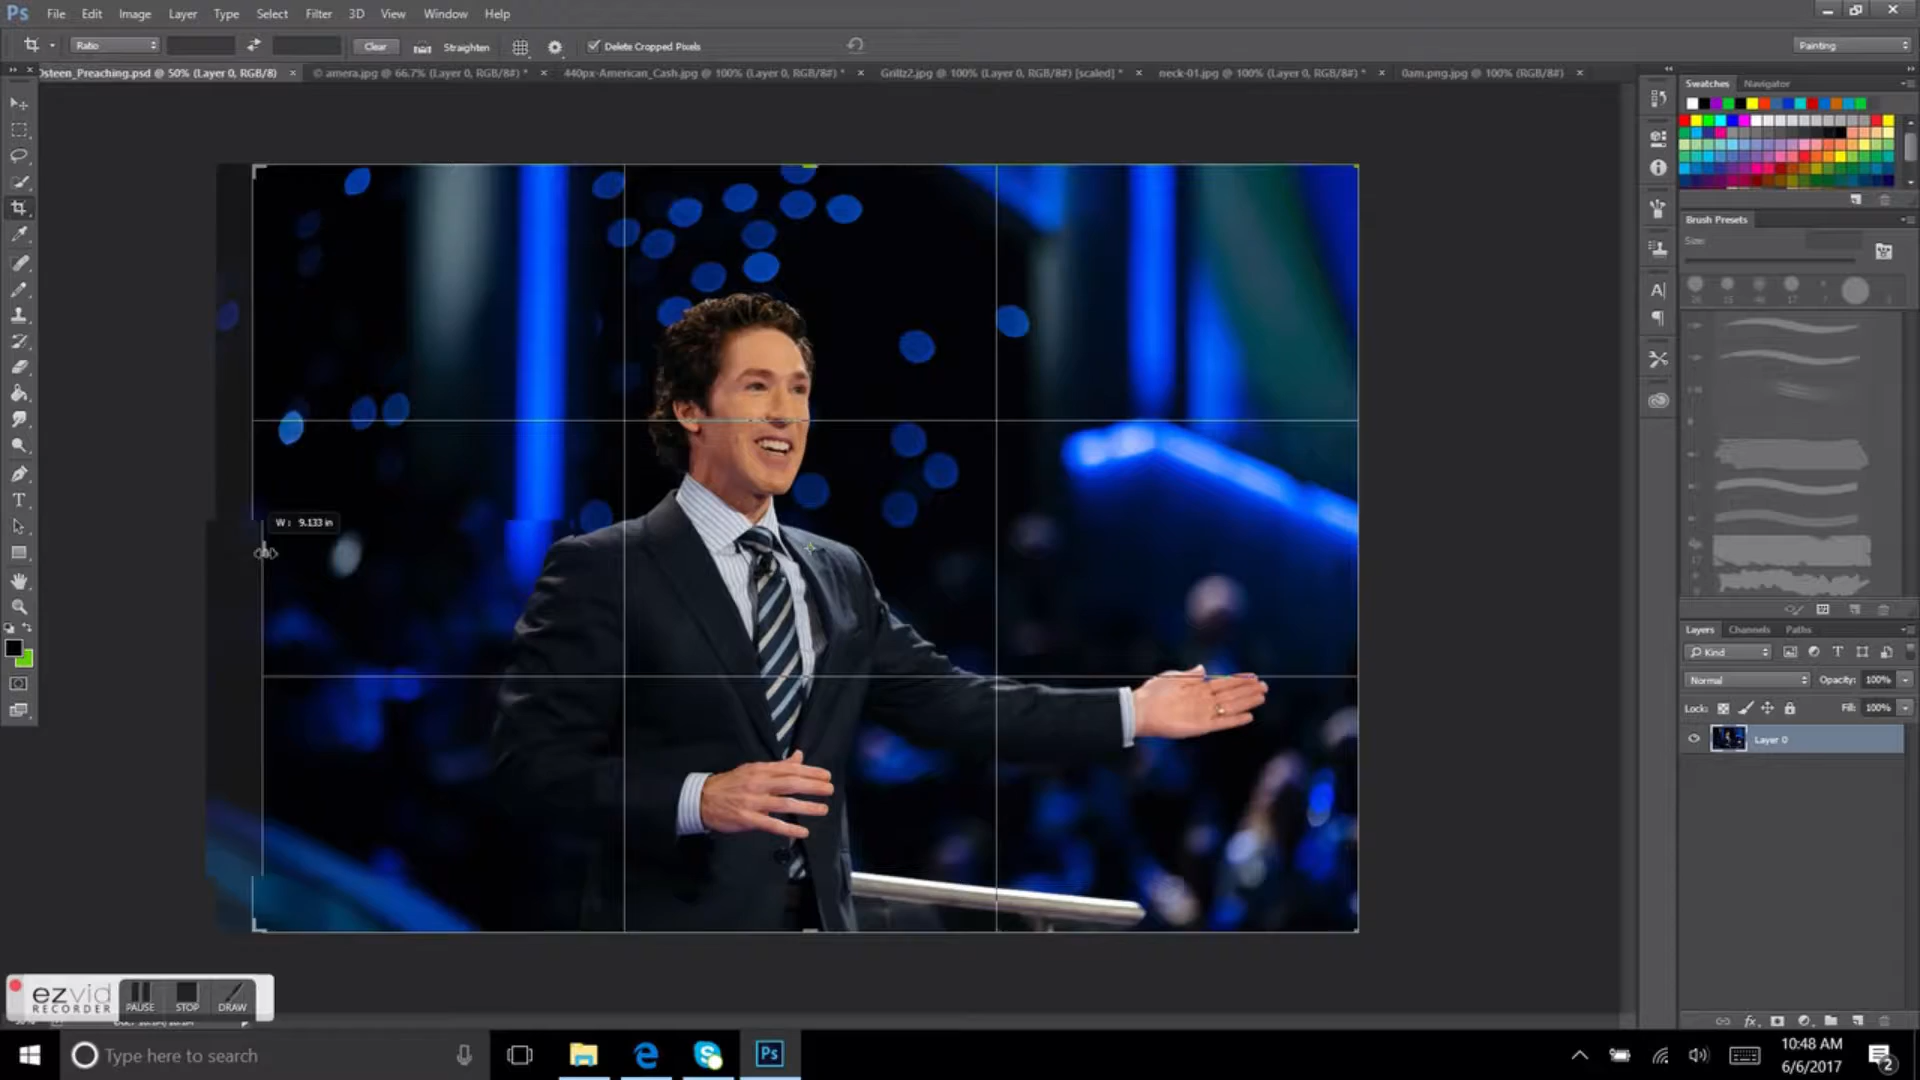 Ps File Edit Image Layer Type Select Filter 3D View Window Help
Ratio Clear Straighten Delete Cropped Pixels Painting
Osteen_Preaching.psd @ 50% (Layer 0, RGB/8) © amera.jpg @ 66.7% (Layer 0, RGB/8#) * 440px-American_Cash.jpg @ 100% (Layer 0, RGB/8#) * Grillz2.jpg @ 100% (Layer 0, RGB/8#) [scaled] * neck-01.jpg @ 100% (Layer 0, RGB/8#) * 0am.png.jpg @ 100% (RGB/8#)
Swatches Navigator
Brush Presets
Size:
W: 9.133 in
Layers Channels Paths
Kind
Normal Opacity: 100%
Lock: Fill: 100%
Layer 0
ezvid
RECORDER
PAUSE STOP DRAW
Type here to search
Ps
10:48 AM
6/6/2017
2